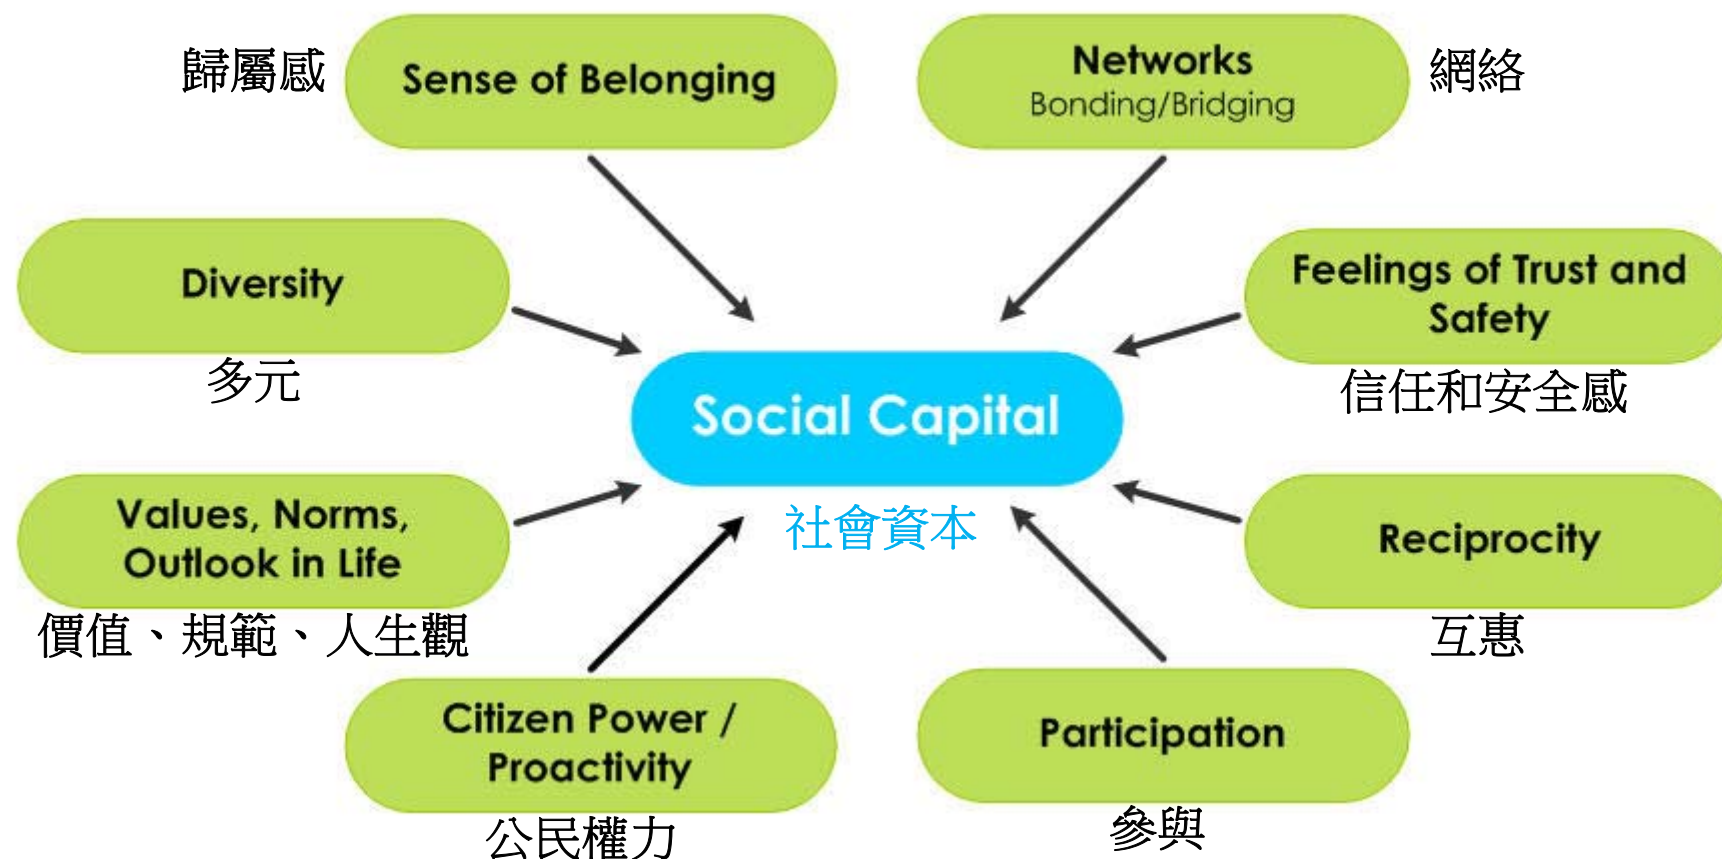 歸屬感
Sense of Belonging
Networks
Bonding/Bridging
網絡
Diversity
多元
Feelings of Trust and
Safety
信任和安全感
Social Capital
社會資本
Values, Norms,
Outlook in Life
價值、規範、人生觀
Reciprocity
互惠
Citizen Power /
Proactivity
公民權力
Participation
參與